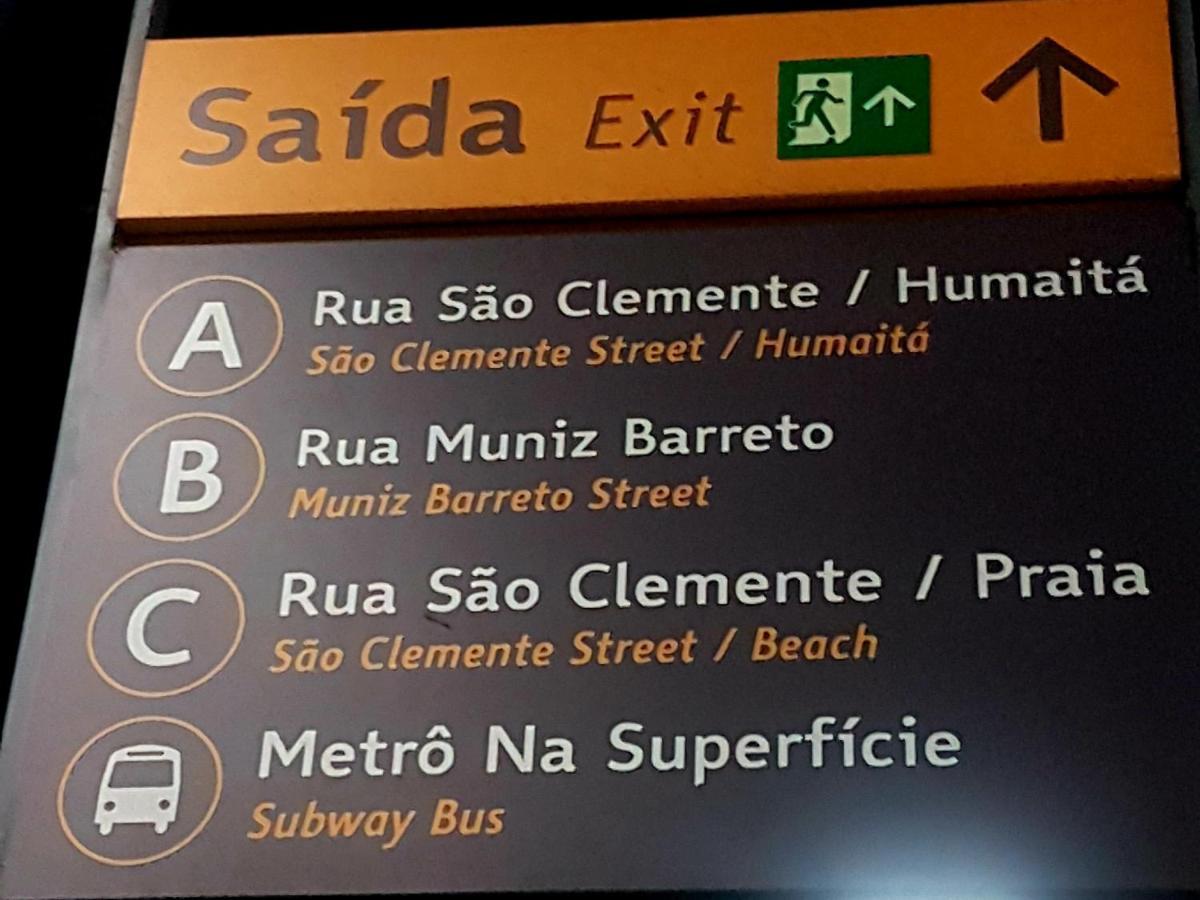 Saída Exit
A Rua São Clemente / Humaitá
São Clemente Street / Humaitá
B Rua Muniz Barreto
Muniz Barreto Street
C Rua São Clemente / Praia
São Clemente Street / Beach
Metrô Na Superfície
Subway Bus